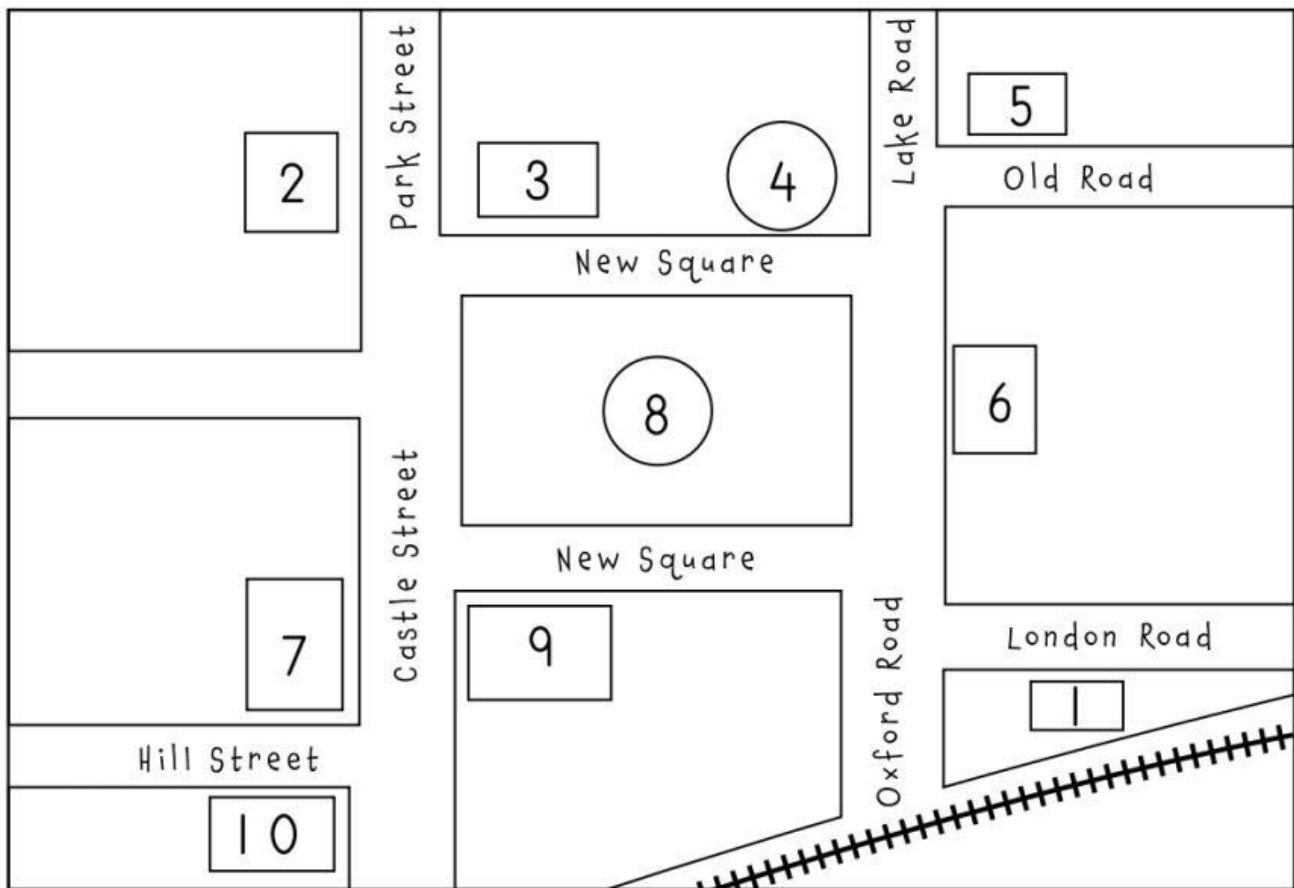 Park Street
Lake Road
5
2
3
4
Old Road
New Square
8
6
Castle Street
New Square
7
9
Oxford Road
London Road
1
Hill Street
10